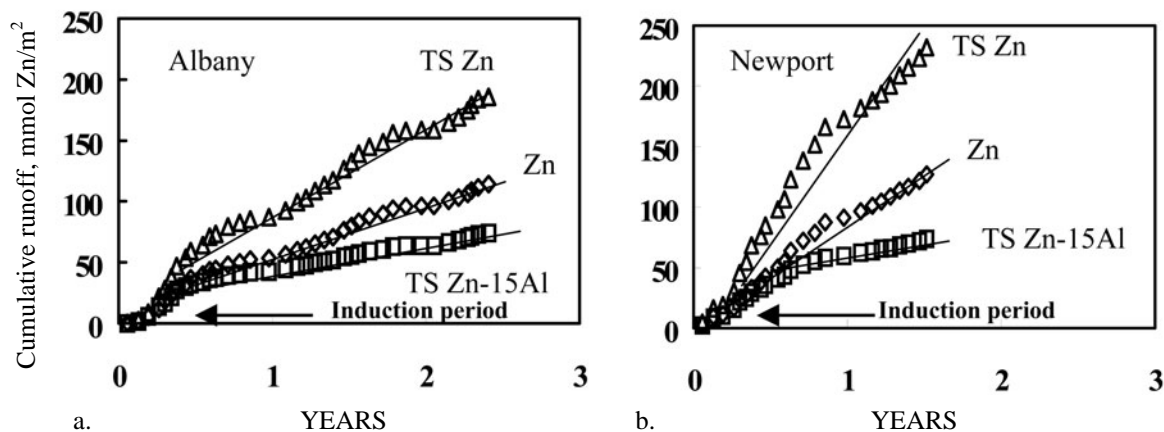 250
200
150
100
50
0
Albany
TS Zn
Zn
TS Zn-15Al
Induction period
0 1 2 3
Cumulative runoff, mmol Zn/m²
a. YEARS
250
200
150
100
50
0
Newport
TS Zn
Zn
TS Zn-15Al
Induction period
0 1 2 3
b. YEARS